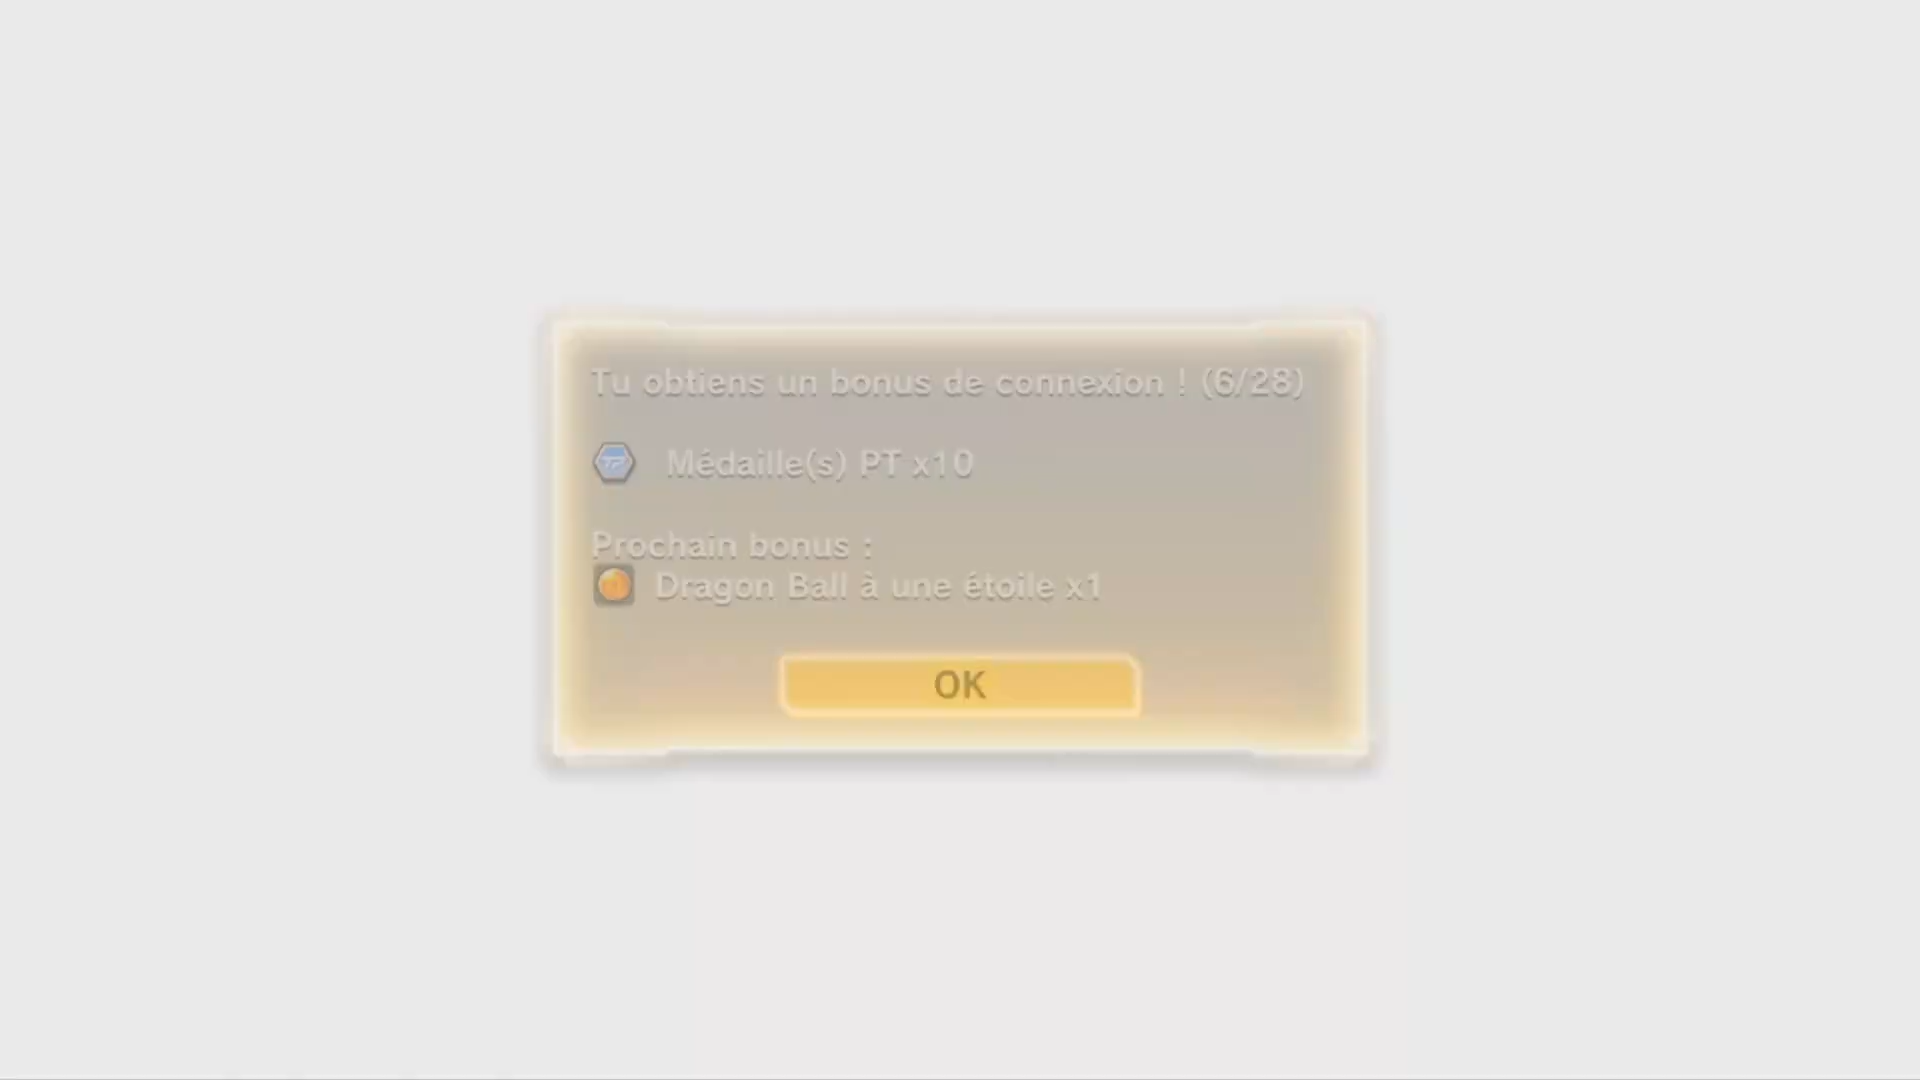 Tu obtiens un bonus de connexion ! (6/28)
TP
Médaille(s) PT x10
Prochain bonus :
Dragon Ball à une étoile x1
OK